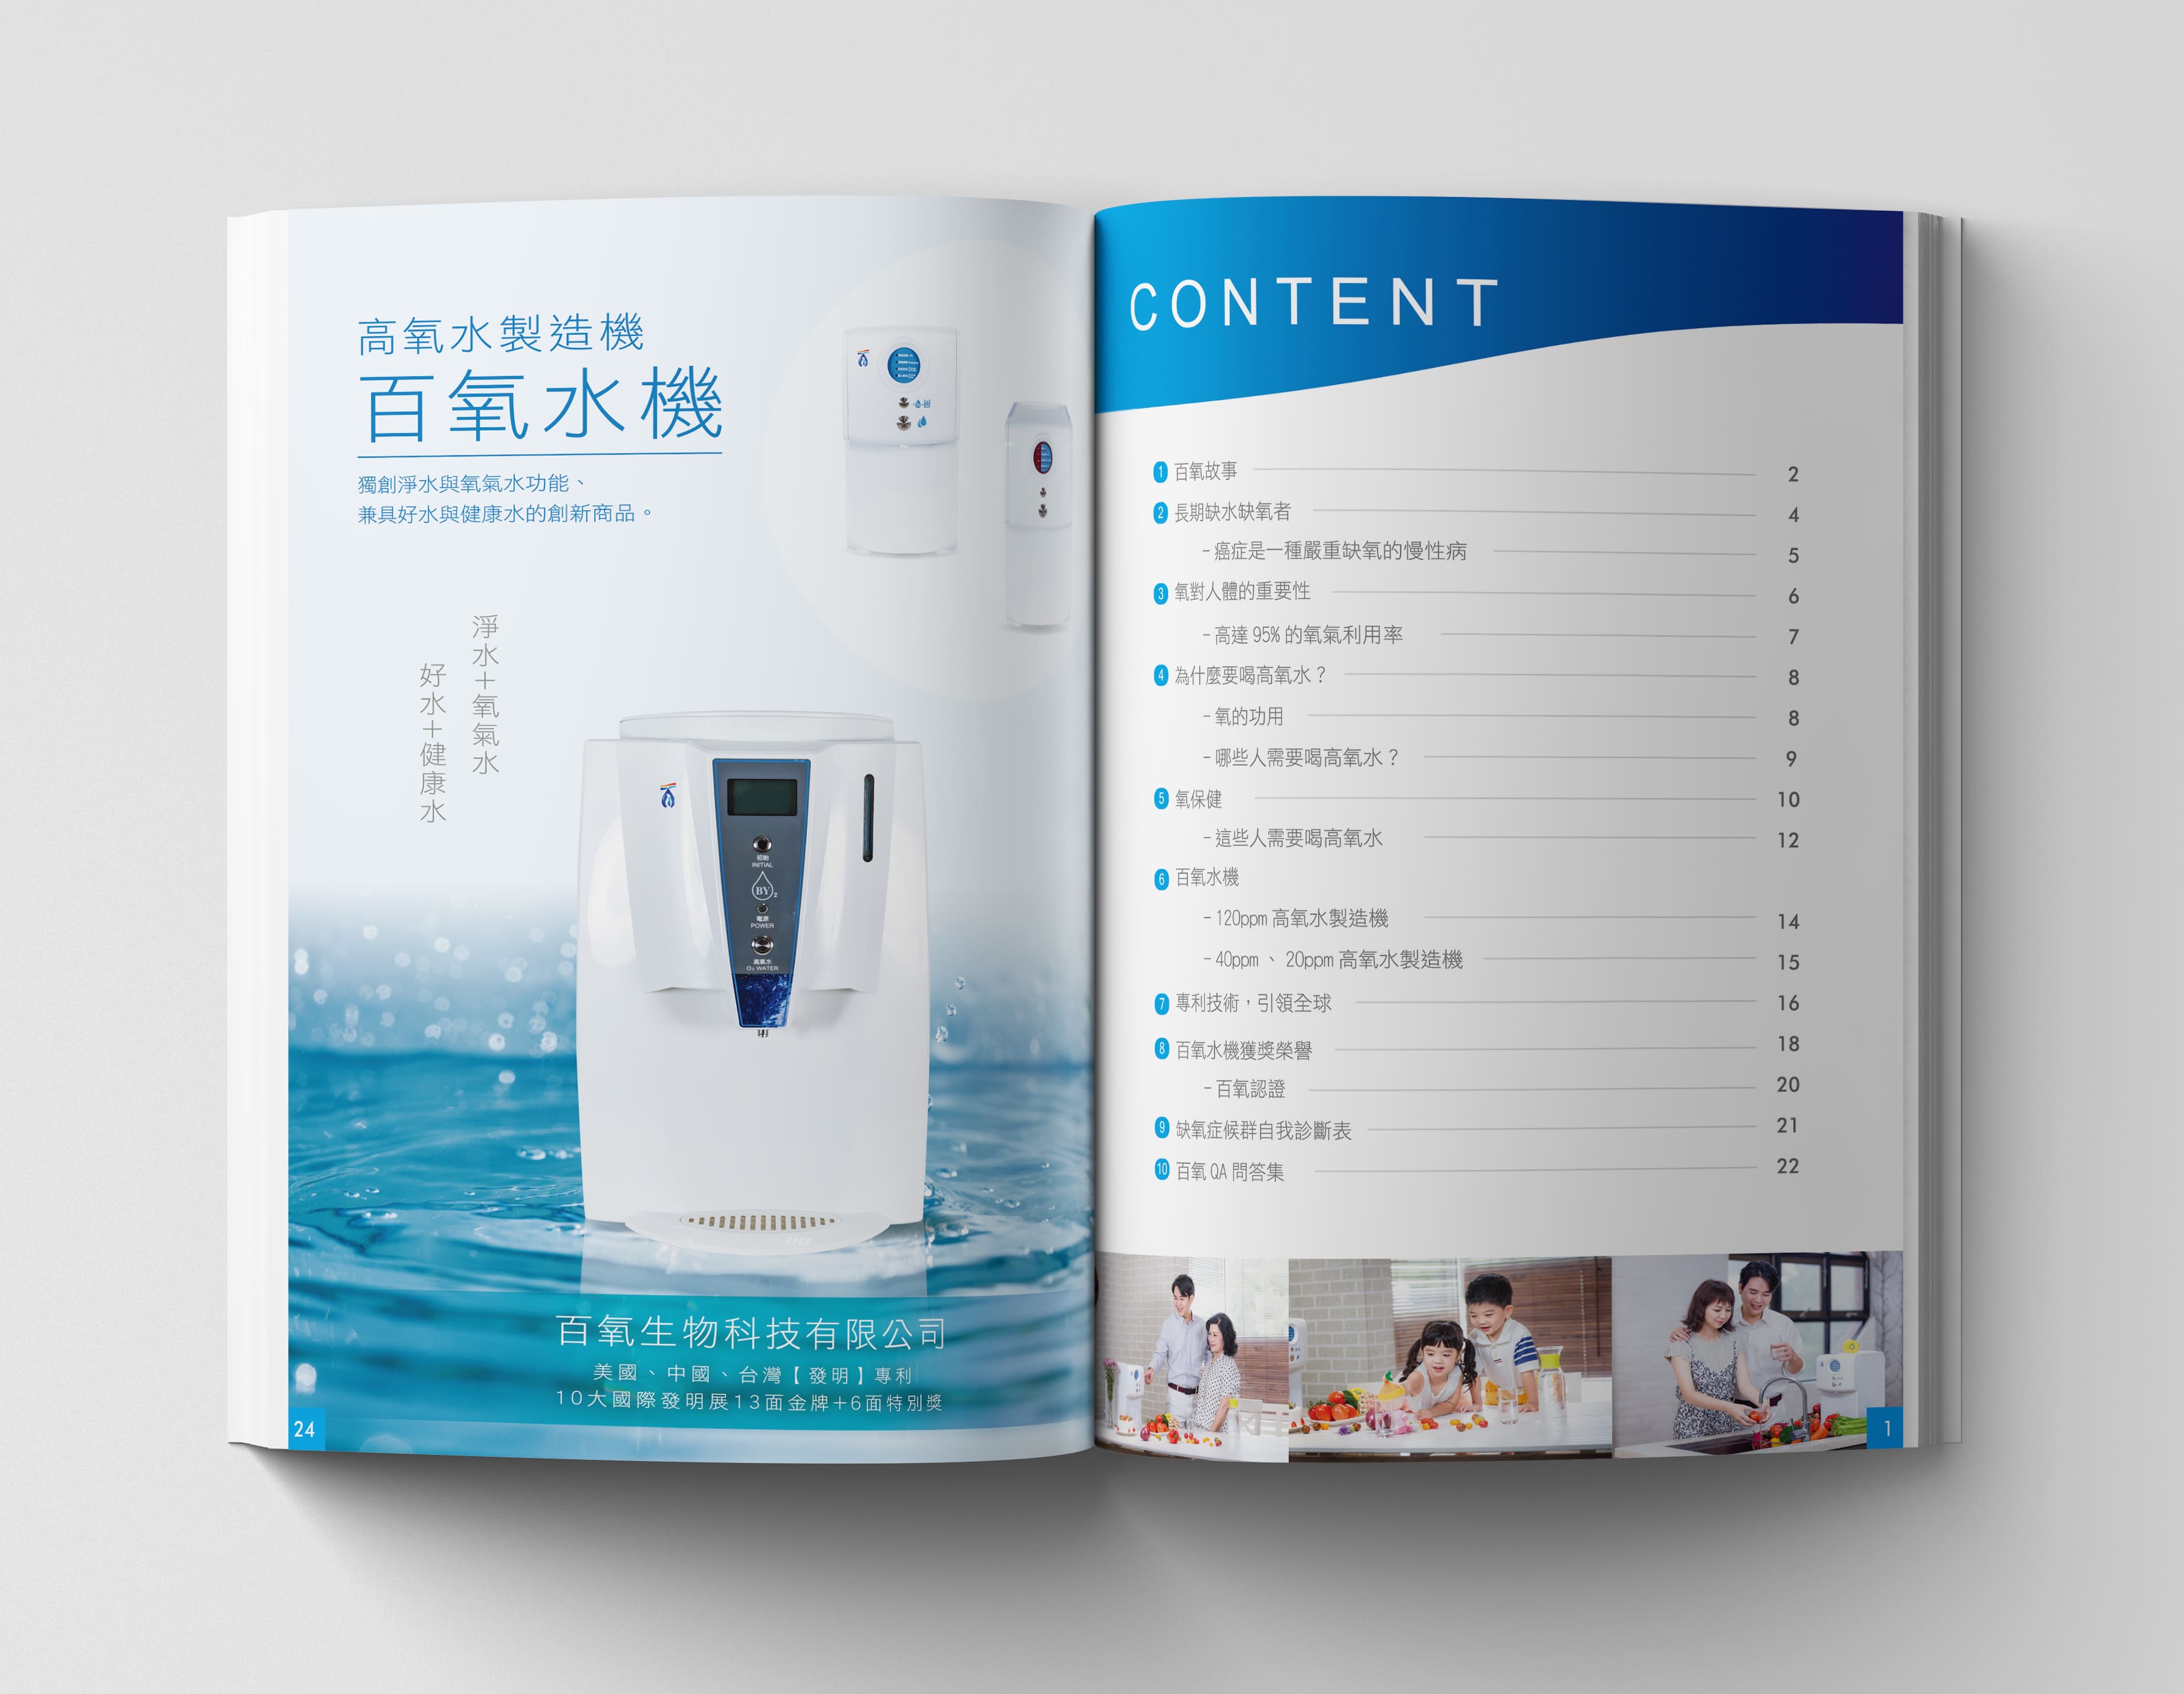 高氧水製造機
百氧水機
獨創淨水與氧氣水功能、
兼具好水與健康水的創新商品。
淨水+氧氣水
好水+健康水
初始
INITIAL
BY2
電源
POWER
高氧水
O₂ WATER
百氧生物科技有限公司
美國、中國、台灣【發明】專利
10大國際發明展13面金牌+6面特別獎
24
CONTENT
1 百氧故事 2
2 長期缺水缺氧者 4
- 癌症是一種嚴重缺氧的慢性病 5
3 氧對人體的重要性 6
- 高達 95% 的氧氣利用率 7
4 為什麼要喝高氧水？ 8
- 氧的功用 8
- 哪些人需要喝高氧水？ 9
5 氧保健 10
- 這些人需要喝高氧水 12
6 百氧水機
- 120ppm 高氧水製造機 14
- 40ppm 、 20ppm 高氧水製造機 15
7 專利技術，引領全球 16
8 百氧水機獲獎榮譽 18
- 百氧認證 20
9 缺氧症候群自我診斷表 21
10 百氧 QA 問答集 22
1